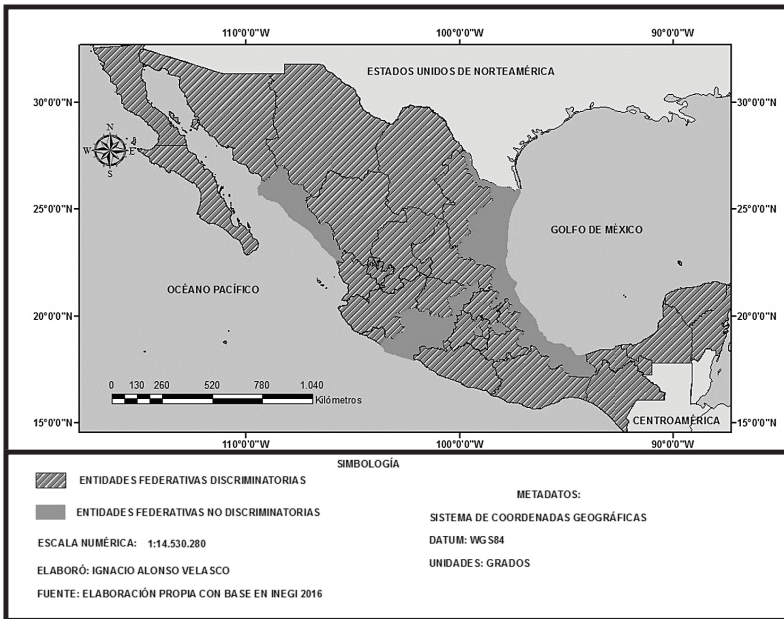 110°0'0"W 100°0'0"W 90°0'0"W
ESTADOS UNIDOS DE NORTEAMÉRICA
30°0'0"N 30°0'0"N
N
W E
S
25°0'0"N 25°0'0"N
GOLFO DE MÉXICO
OCÉANO PACÍFICO
20°0'0"N 20°0'0"N
0 130 260 520 780 1.040
Kilómetros
CENTROAMÉRICA
15°0'0"N 15°0'0"N
110°0'0"W 100°0'0"W 90°0'0"W
SIMBOLOGÍA
ENTIDADES FEDERATIVAS DISCRIMINATORIAS
ENTIDADES FEDERATIVAS NO DISCRIMINATORIAS
ESCALA NUMÉRICA: 1:14.530.280
ELABORÓ: IGNACIO ALONSO VELASCO
FUENTE: ELABORACIÓN PROPIA CON BASE EN INEGI 2016
METADATOS:
SISTEMA DE COORDENADAS GEOGRÁFICAS
DATUM: WGS84
UNIDADES: GRADOS